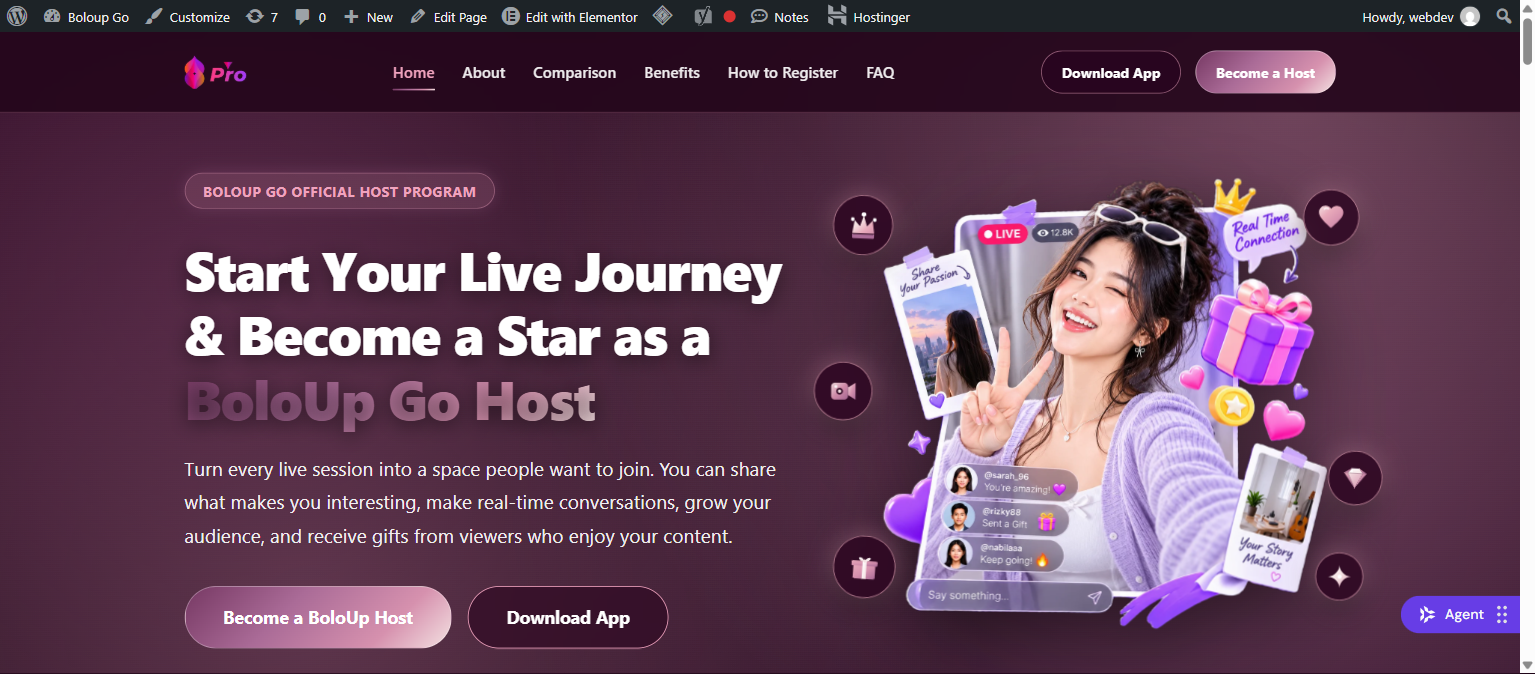 Boloup Go
Customize
7
0
New
Edit Page
Edit with Elementor
Notes
Hostinger
Howdy, webdev
Pro
Home
About
Comparison
Benefits
How to Register
FAQ
Download App
Become a Host
BOLOUP GO OFFICIAL HOST PROGRAM
Start Your Live Journey
& Become a Star as a
BoloUp Go Host
Turn every live session into a space people want to join. You can share
what makes you interesting, make real-time conversations, grow your
audience, and receive gifts from viewers who enjoy your content.
Become a BoloUp Host
Download App
LIVE
12.8K
Real Time
Connection
Share
Your Passion
@sarah_96
You're amazing!
@rizky88
Sent a Gift
@nabilaaa
Keep going!
Say something...
Your Story
Matters
Agent